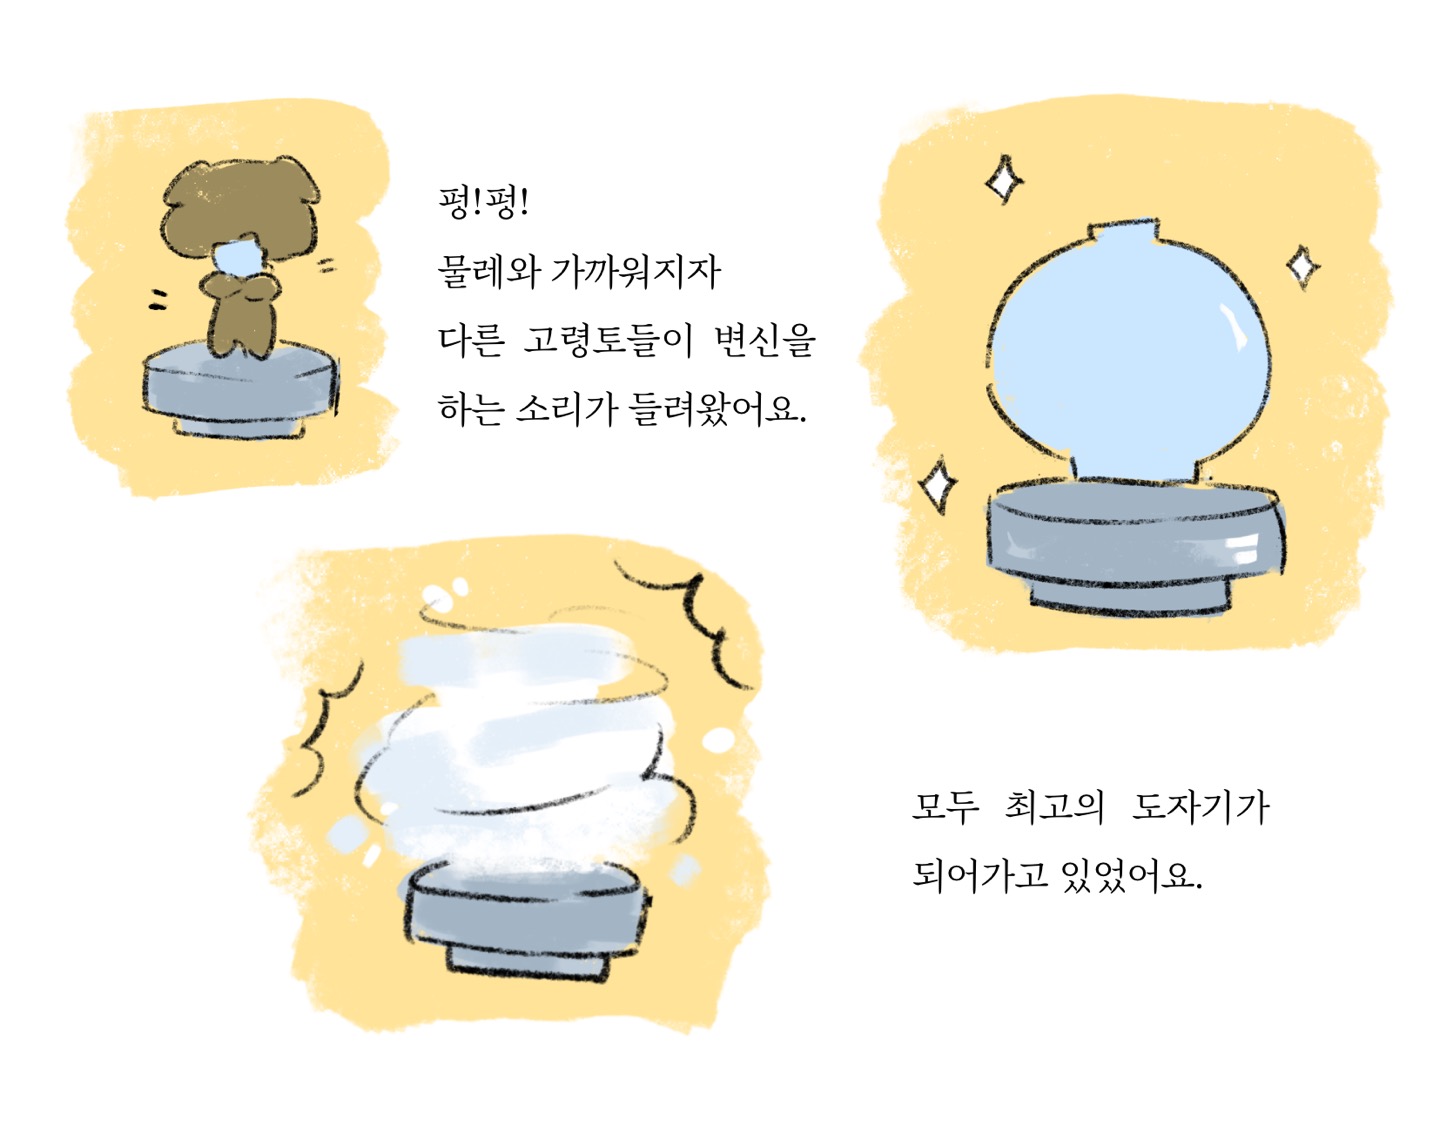 펑!펑!
물레와 가까워지자
다른 고령토들이 변신을
하는 소리가 들려왔어요.
모두 최고의 도자기가
되어가고 있었어요.